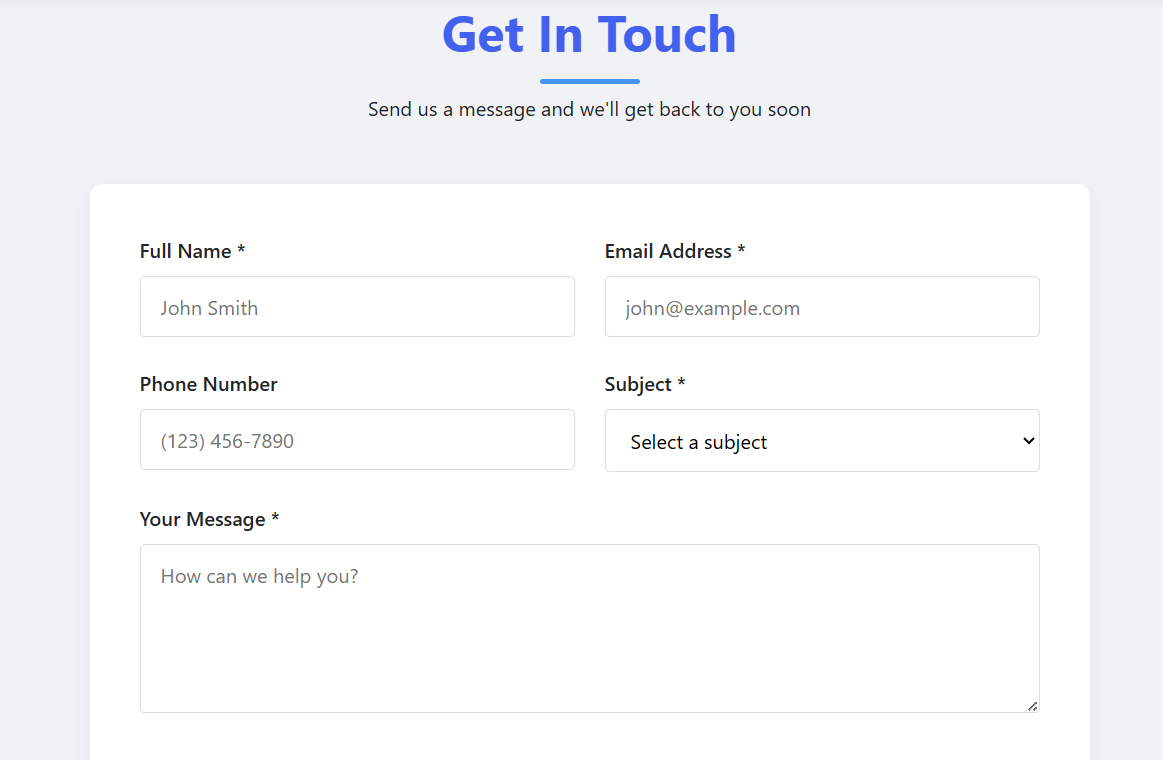 Get In Touch
Send us a message and we'll get back to you soon
Full Name *
Email Address *
John Smith
john@example.com
Phone Number
Subject *
(123) 456-7890
Select a subject
Your Message *
How can we help you?